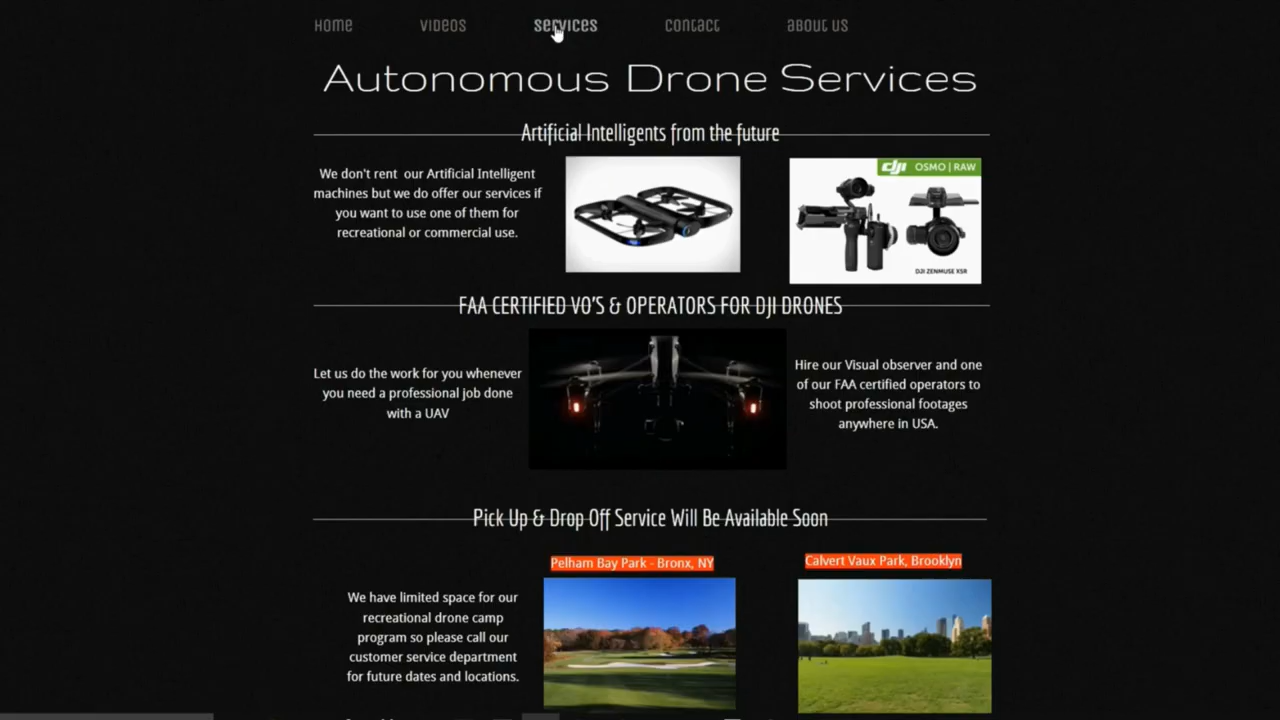 HOME VIDEOS SERVICES CONTACT ABOUT US
Autonomous Drone Services
Artificial Intelligents from the future
We don't rent our Artificial Intelligent
machines but we do offer our services if
you want to use one of them for
recreational or commercial use.
dji OSMO | RAW
DJI ZENMUSE X5R
FAA CERTIFIED VO'S & OPERATORS FOR DJI DRONES
Let us do the work for you whenever
you need a professional job done
with a UAV
Hire our Visual observer and one
of our FAA certified operators to
shoot professional footages
anywhere in USA.
Pick Up & Drop Off Service Will Be Available Soon
Pelham Bay Park - Bronx, NY
Calvert Vaux Park, Brooklyn
We have limited space for our
recreational drone camp
program so please call our
customer service department
for future dates and locations.